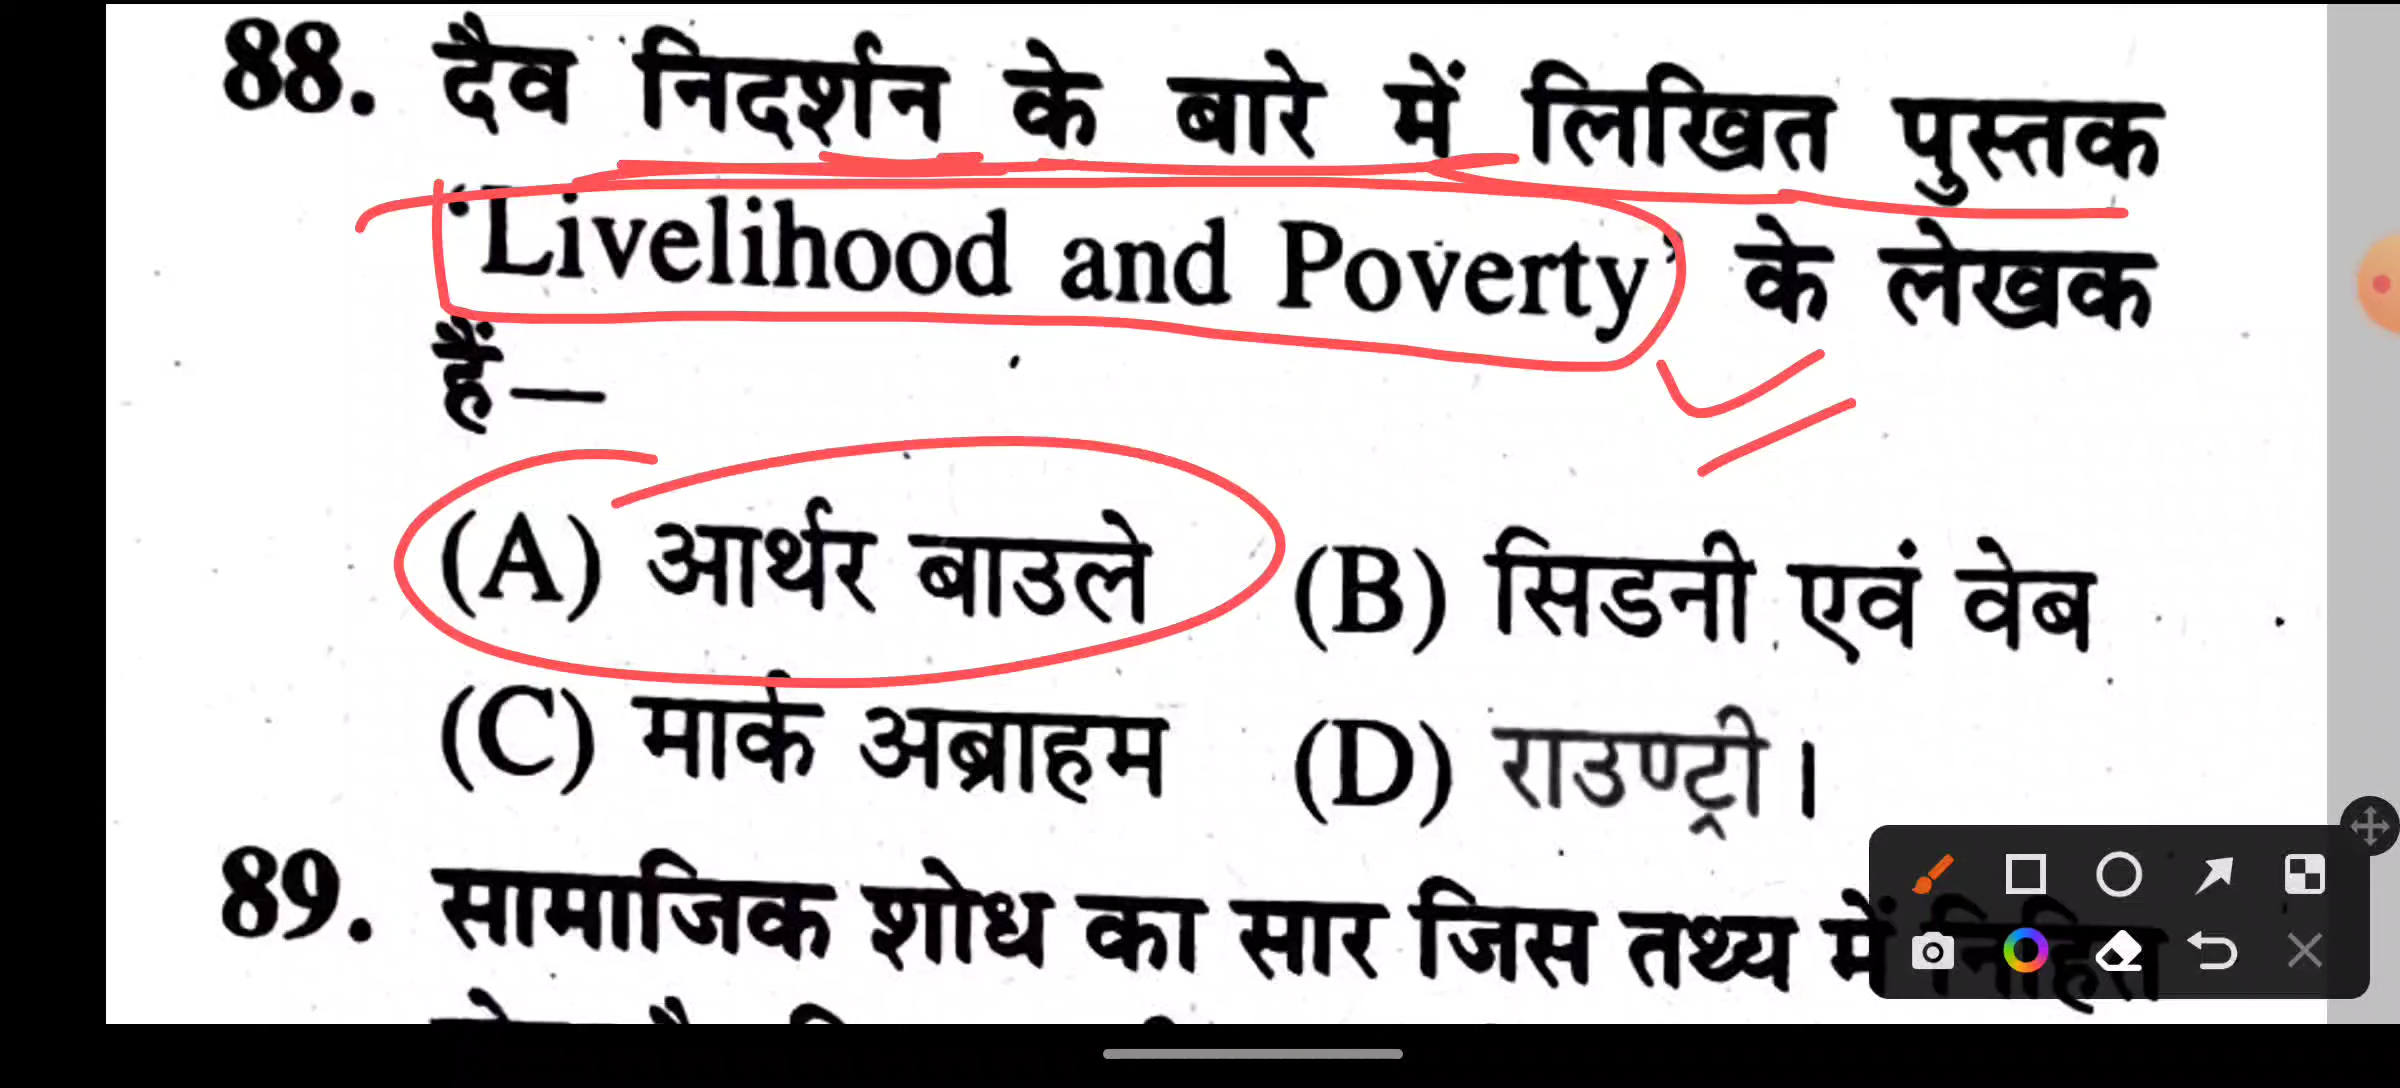 88. दैव निदर्शन के बारे में लिखित पुस्तक
‘Livelihood and Poverty’ के लेखक
हैं—
(A) आर्थर बाउले (B) सिडनी एवं वेब
(C) मार्क अब्राहम (D) राउण्ट्री।
89. सामाजिक शोध का सार जिस तथ्य में निहित